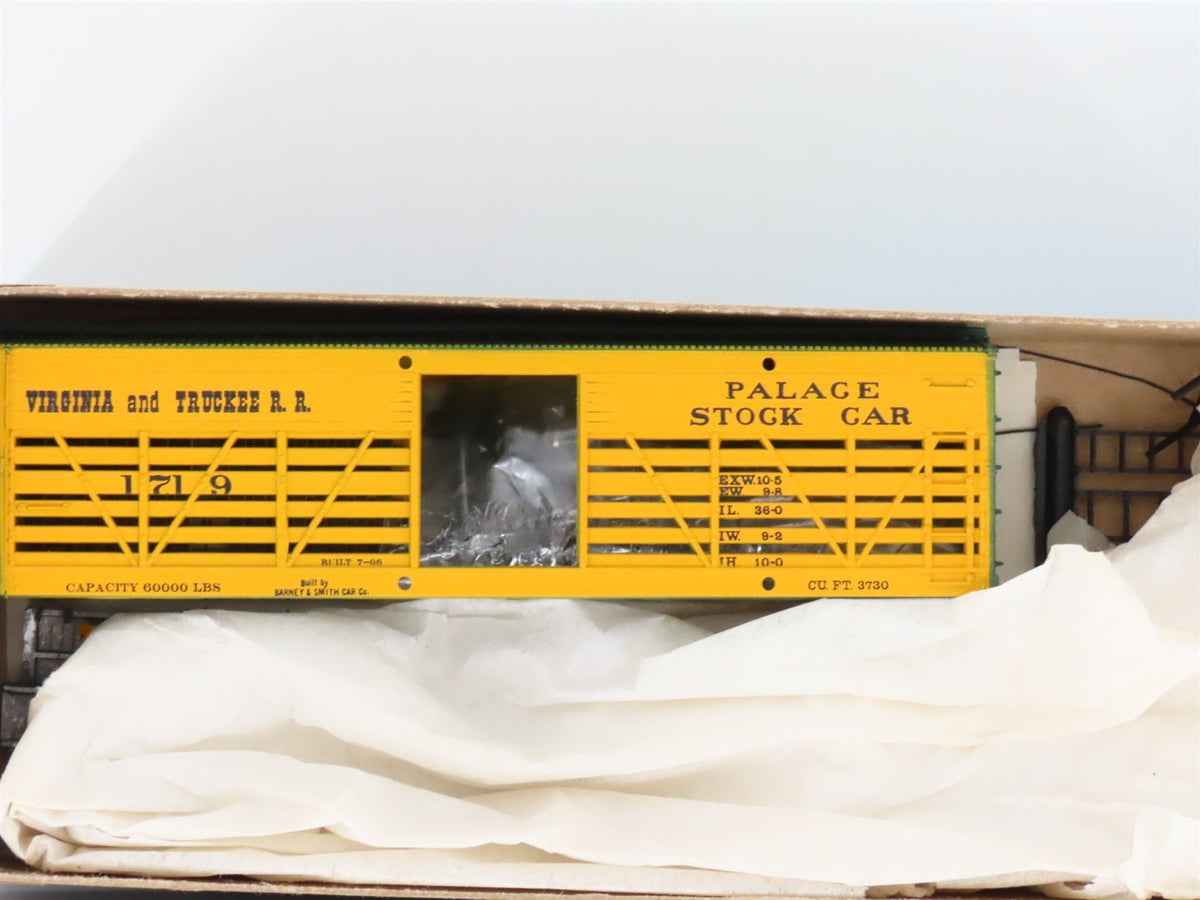 VIRGINIA and TRUCKEE R. R.
1719
BUILT 7-06
CAPACITY 60000 LBS
Built by
BARNEY & SMITH CAR Co.
PALACE
STOCK CAR
EXW. 10-5
EW. 9-8
IL. 36-0
IW. 9-2
IH. 10-0
CU. FT. 3730